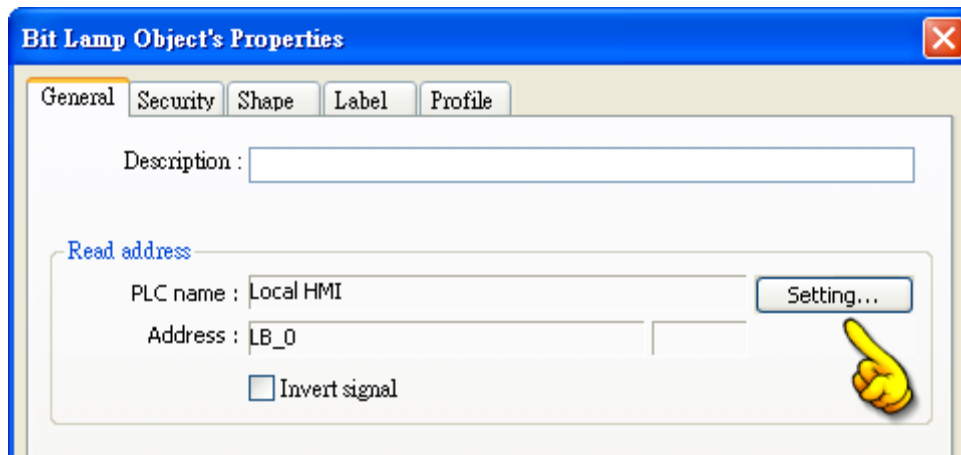 Bit Lamp Object's Properties
General Security Shape Label Profile
Description :
Read address
PLC name : Local HMI Setting...
Address : LB_0
Invert signal